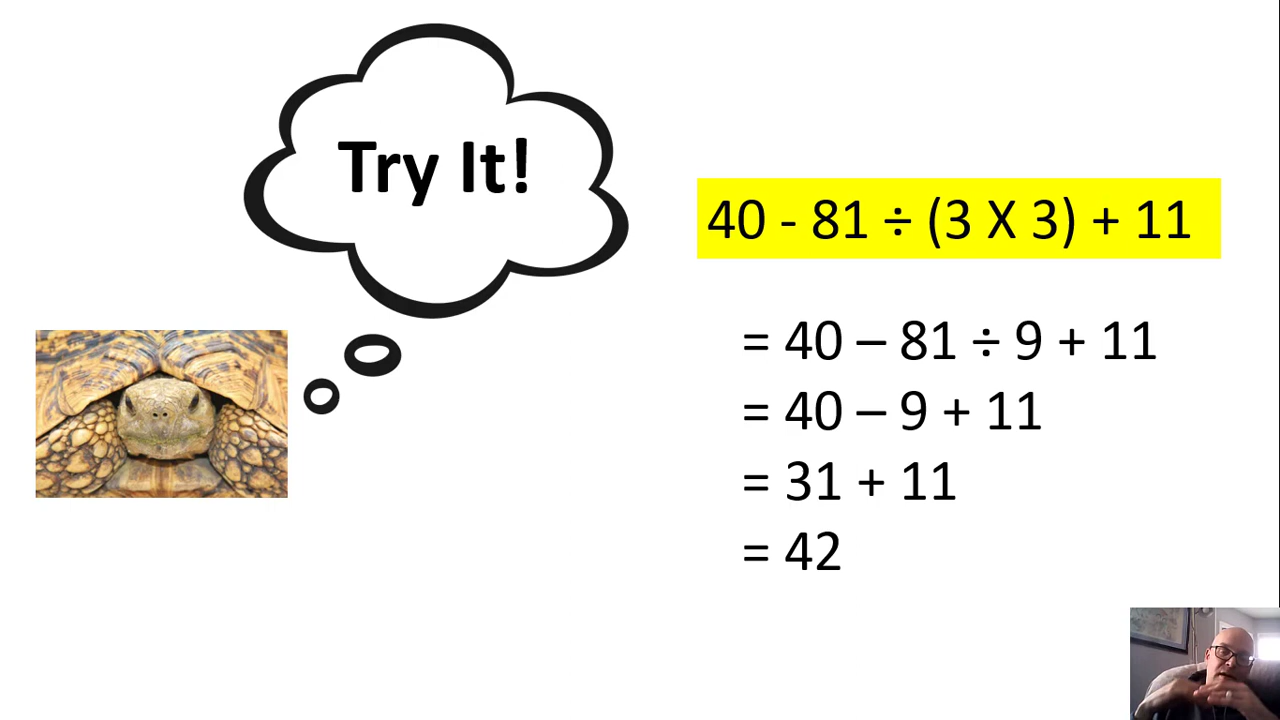 Try It!
40 - 81 ÷ (3 X 3) + 11
= 40 – 81 ÷ 9 + 11
= 40 – 9 + 11
= 31 + 11
= 42